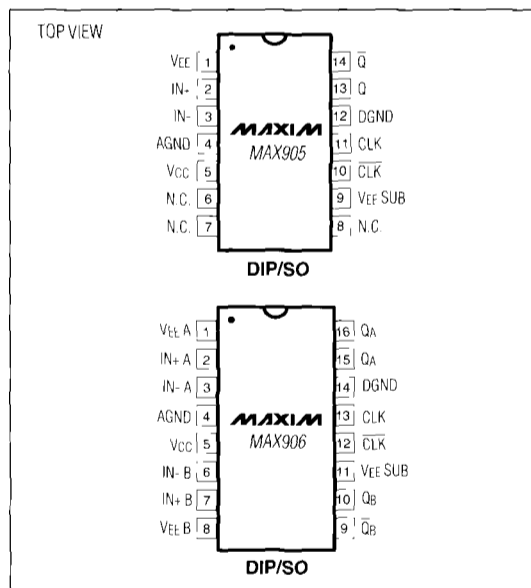 TOP VIEW
VEE 1 14 Q̅
IN+ 2 13 Q
IN- 3 12 DGND
AGND 4 11 CLK
VCC 5 10 C̅L̅K̅
N.C. 6 9 VEE SUB
N.C. 7 8 N.C.
MAXIM
MAX905
DIP/SO
VEE A 1 16 QA
IN+ A 2 15 QA
IN- A 3 14 DGND
AGND 4 13 CLK
VCC 5 12 C̅L̅K̅
IN- B 6 11 VEE SUB
IN+ B 7 10 QB
VEE B 8 9 Q̅B
MAXIM
MAX906
DIP/SO